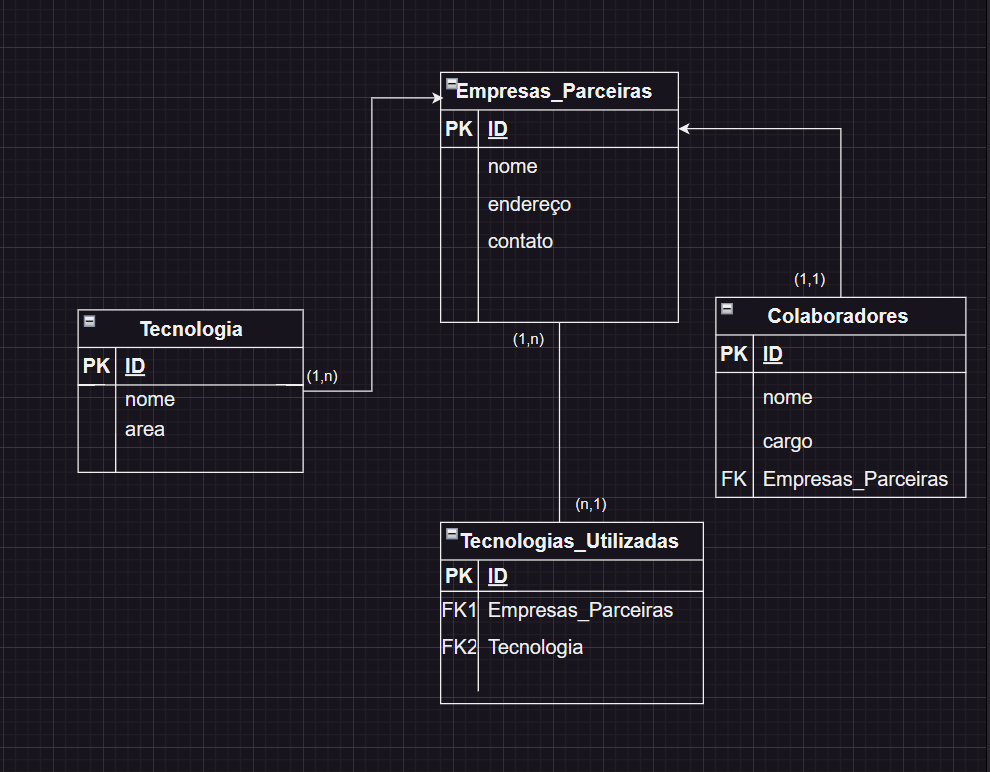 Empresas_Parceiras
PK ID
nome
endereço
contato
(1,n)
Tecnologia
PK ID
nome
area
(1,n)
(1,1)
Colaboradores
PK ID
nome
cargo
FK Empresas_Parceiras
(n,1)
Tecnologias_Utilizadas
PK ID
FK1 Empresas_Parceiras
FK2 Tecnologia